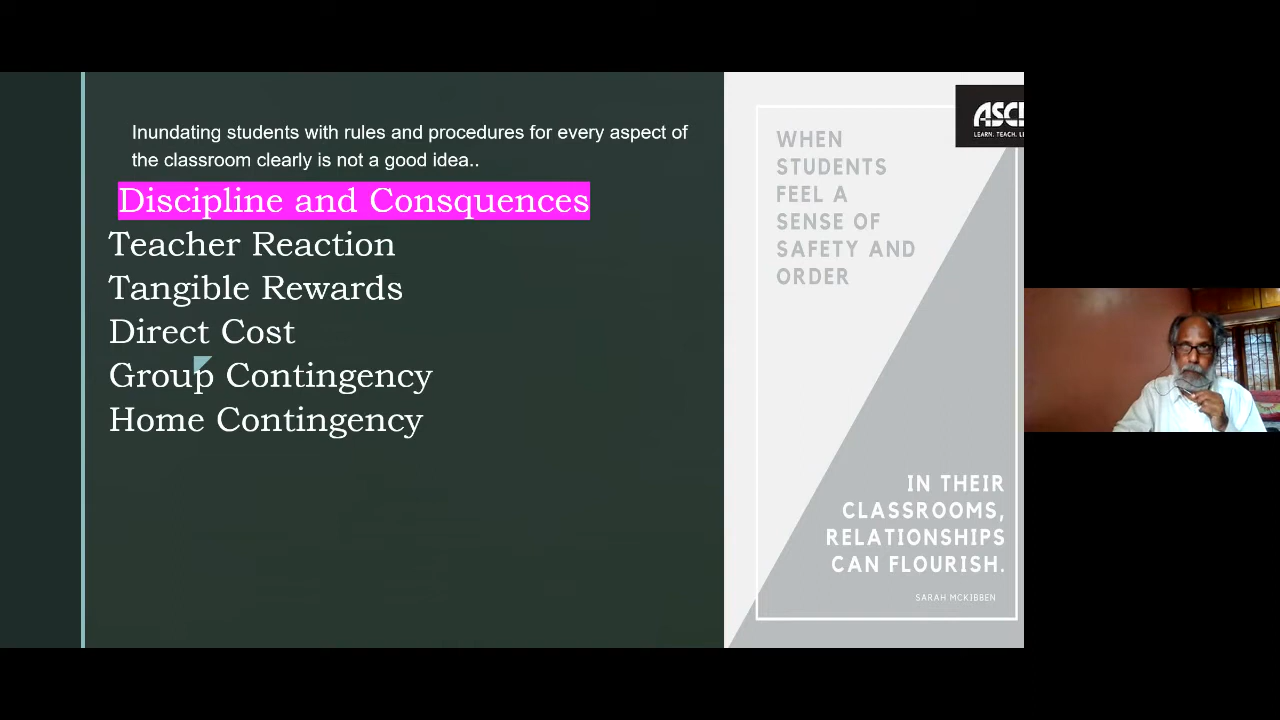 Inundating students with rules and procedures for every aspect of
the classroom clearly is not a good idea..
Discipline and Consquences
Teacher Reaction
Tangible Rewards
Direct Cost
Group Contingency
Home Contingency
WHEN
STUDENTS
FEEL A
SENSE OF
SAFETY AND
ORDER
IN THEIR
CLASSROOMS,
RELATIONSHIPS
CAN FLOURISH.
SARAH MCKIBBEN
LEARN. TEACH.